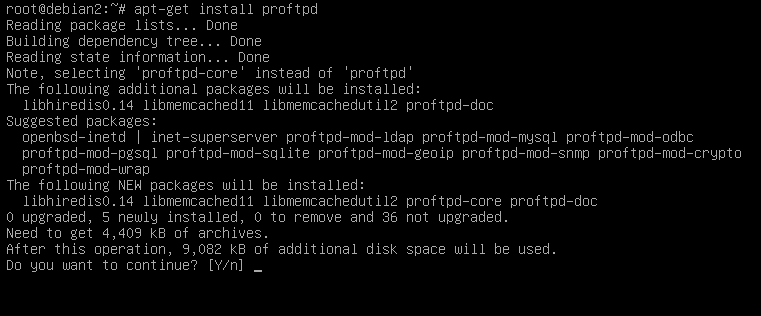 root@debian2:~# apt-get install proftpd
Reading package lists... Done
Building dependency tree... Done
Reading state information... Done
Note, selecting 'proftpd-core' instead of 'proftpd'
The following additional packages will be installed:
  libhiredis0.14 libmemcached11 libmemcachedutil2 proftpd-doc
Suggested packages:
  openbsd-inetd | inet-superserver proftpd-mod-ldap proftpd-mod-mysql proftpd-mod-odbc
  proftpd-mod-pgsql proftpd-mod-sqlite proftpd-mod-geoip proftpd-mod-snmp proftpd-mod-crypto
  proftpd-mod-wrap
The following NEW packages will be installed:
  libhiredis0.14 libmemcached11 libmemcachedutil2 proftpd-core proftpd-doc
0 upgraded, 5 newly installed, 0 to remove and 36 not upgraded.
Need to get 4,409 kB of archives.
After this operation, 9,082 kB of additional disk space will be used.
Do you want to continue? [Y/n] _